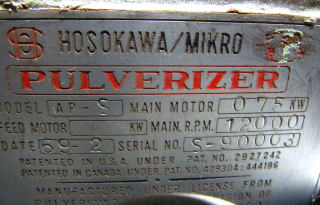 HOSOKAWA/MIKRO
PULVERIZER
MODEL AP-S MAIN MOTOR 0.75 KW
FEED MOTOR KW MAIN. R.P.M. 12000
DATE 69-2 SERIAL NO. S-90003
PATENTED IN U.S.A. UNDER PAT. NO. 2927242
PATENTED IN CANADA UNDER PAT. NO. 429304:444186
MANUFACTURED UNDER LICENSE FROM